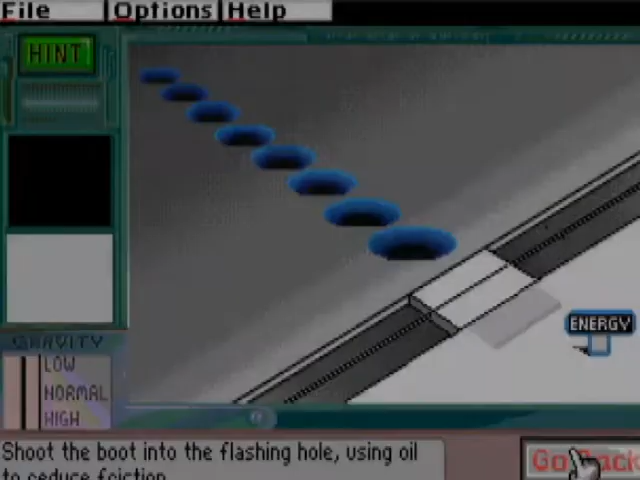 File Options Help
HINT
ENERGY
GRAVITY
LOW
NORMAL
HIGH
Shoot the boot into the flashing hole, using oil
to reduce friction
Go Back